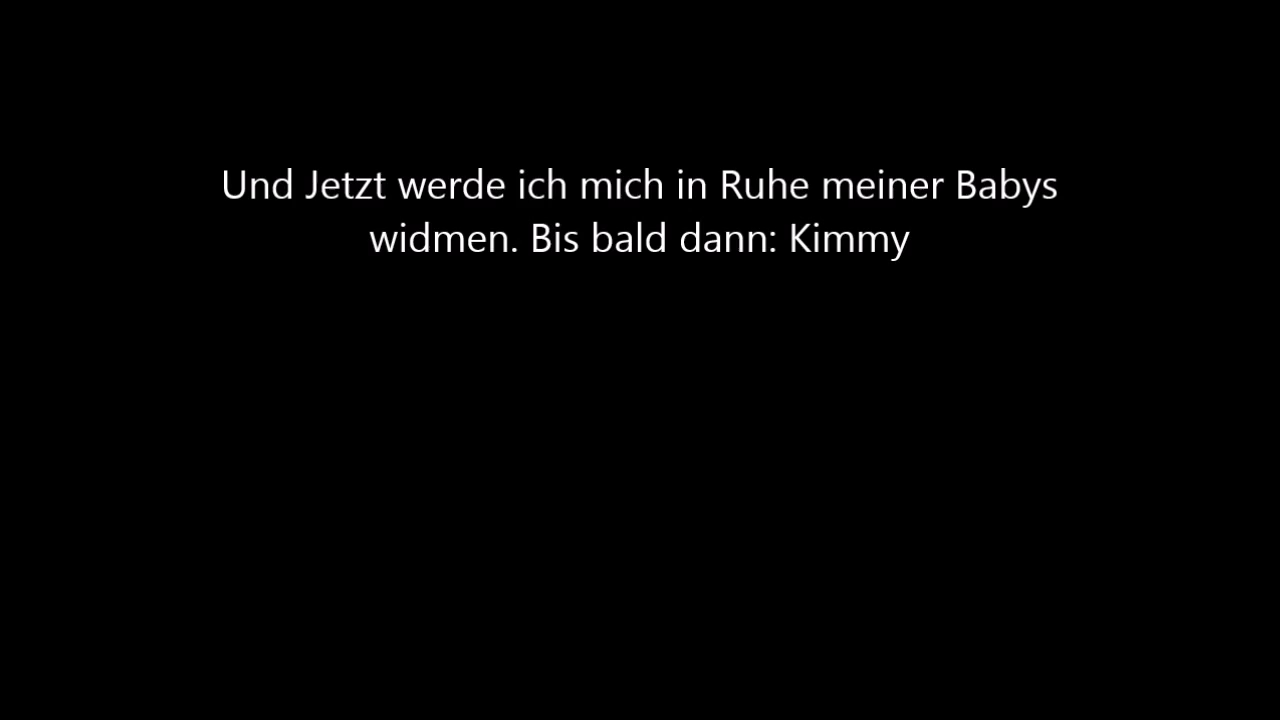 Und Jetzt werde ich mich in Ruhe meiner Babys
widmen. Bis bald dann: Kimmy